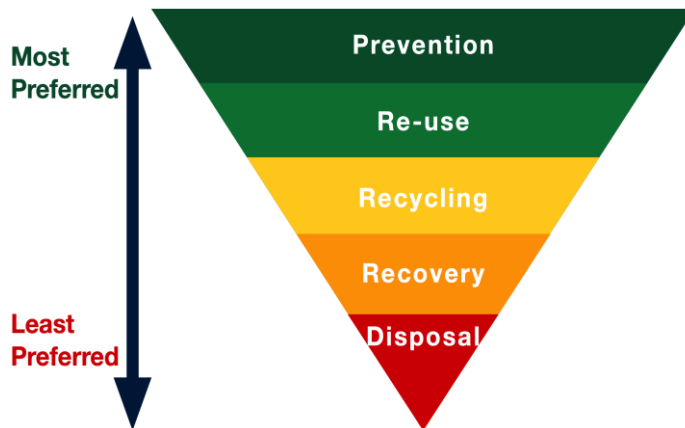 Most
Preferred
Prevention
Re-use
Recycling
Recovery
Least
Preferred
Disposal